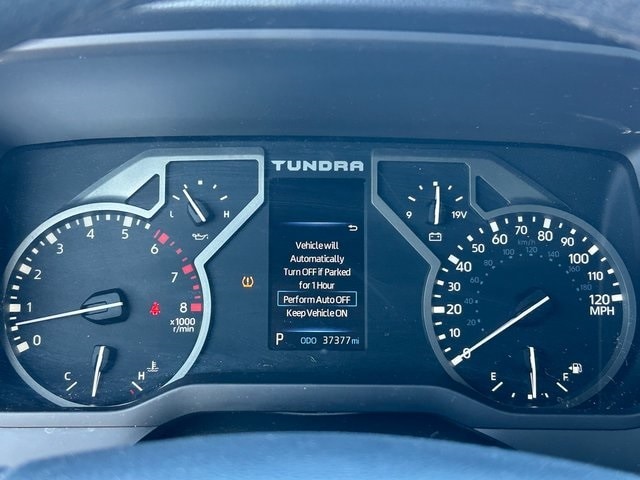 TUNDRA
L H
9 19V
Vehicle will
Automatically
Turn OFF if Parked
for 1 Hour
Perform Auto OFF
Keep Vehicle ON
P ODO 37377 mi
0 1 2 3 4 5 6 7 8
x1000
r/min
C H
0 10 20 30 40 50 60 70 80 90 100 110 120
MPH
km/h
E F